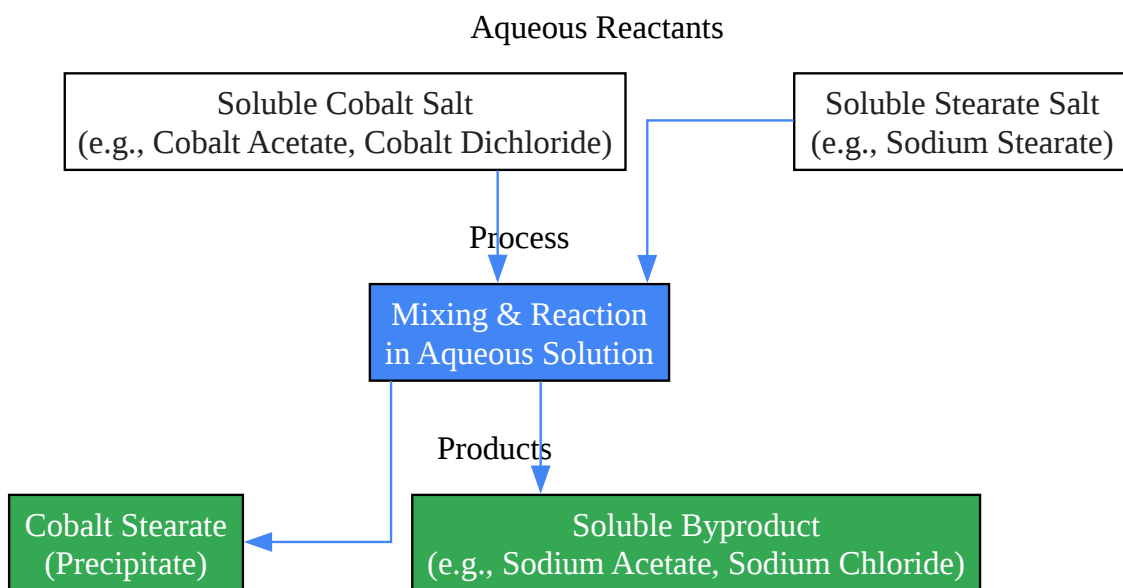 Aqueous Reactants
Soluble Cobalt Salt
(e.g., Cobalt Acetate, Cobalt Dichloride)
Soluble Stearate Salt
(e.g., Sodium Stearate)
Process
Mixing & Reaction
in Aqueous Solution
Products
Cobalt Stearate
(Precipitate)
Soluble Byproduct
(e.g., Sodium Acetate, Sodium Chloride)